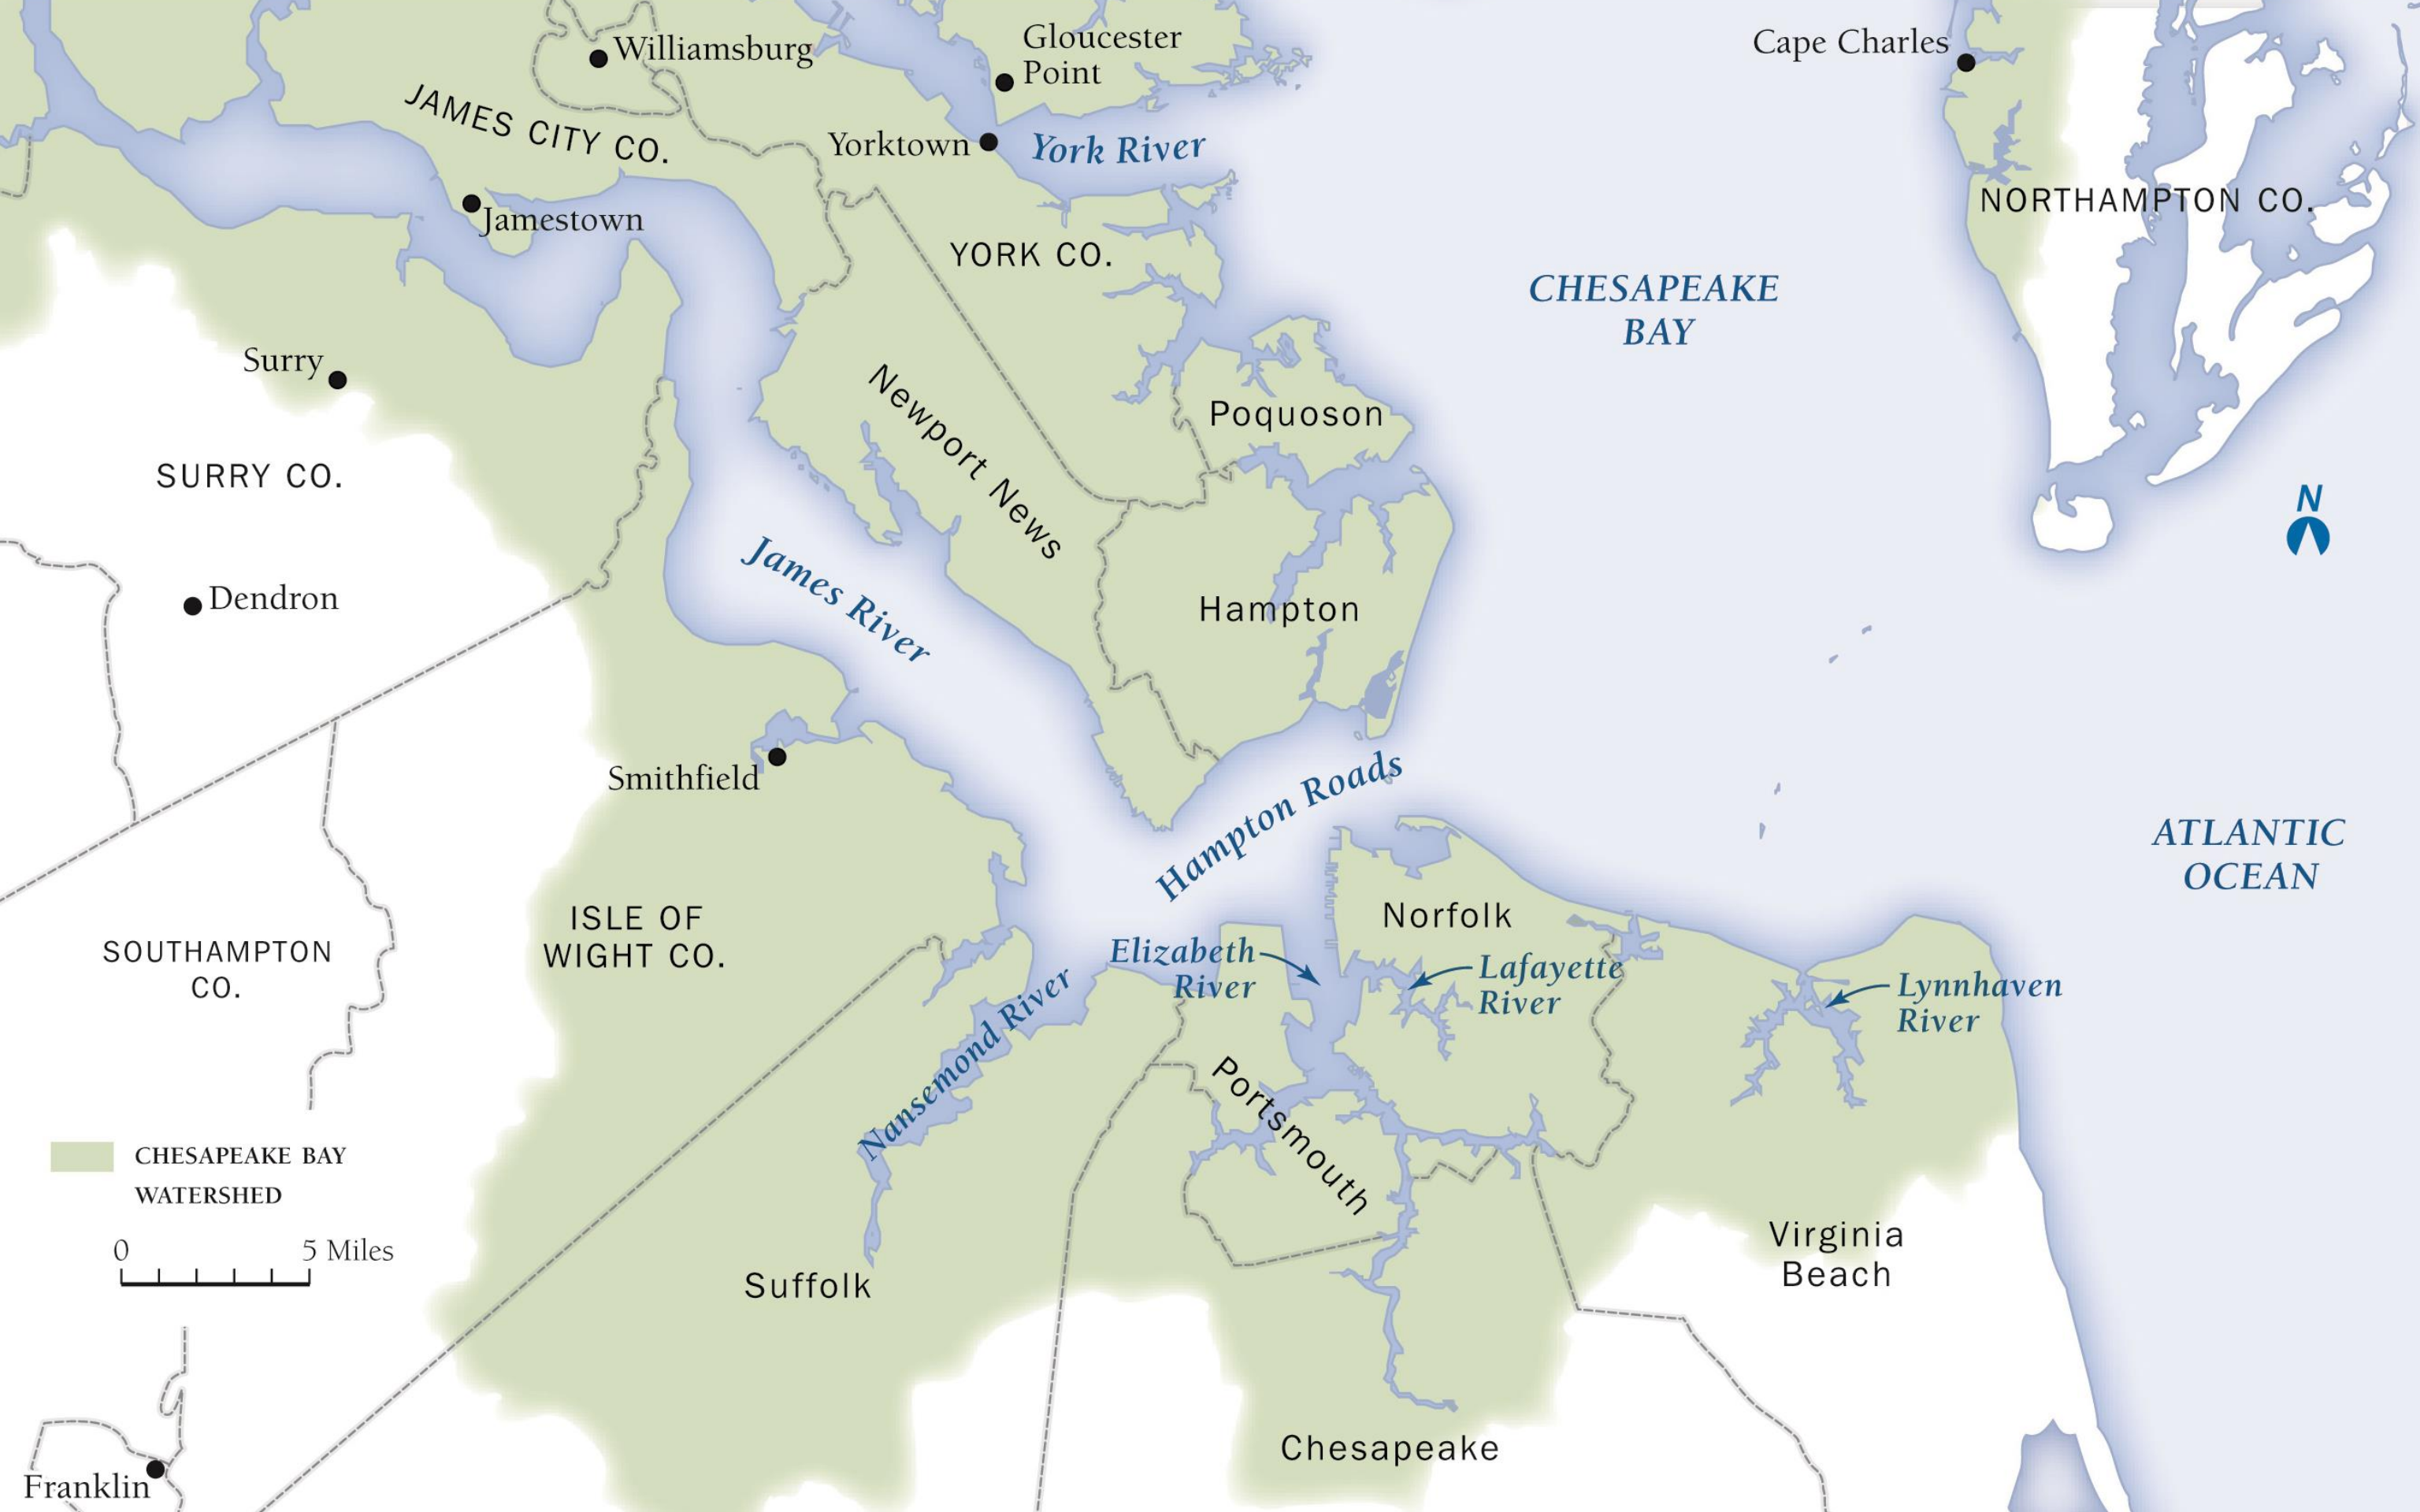 Williamsburg
Gloucester
Point
Cape Charles
JAMES CITY CO.
Yorktown
York River
Jamestown
NORTHAMPTON CO.
YORK CO.
CHESAPEAKE
BAY
Surry
Newport News
Poquoson
SURRY CO.
N
James River
Dendron
Hampton
Smithfield
Hampton Roads
ATLANTIC
OCEAN
ISLE OF
WIGHT CO.
Norfolk
SOUTHAMPTON
CO.
Elizabeth
River
Lafayette
River
Lynnhaven
River
Nansemond River
Portsmouth
CHESAPEAKE BAY
WATERSHED
0 5 Miles
Virginia
Beach
Suffolk
Chesapeake
Franklin